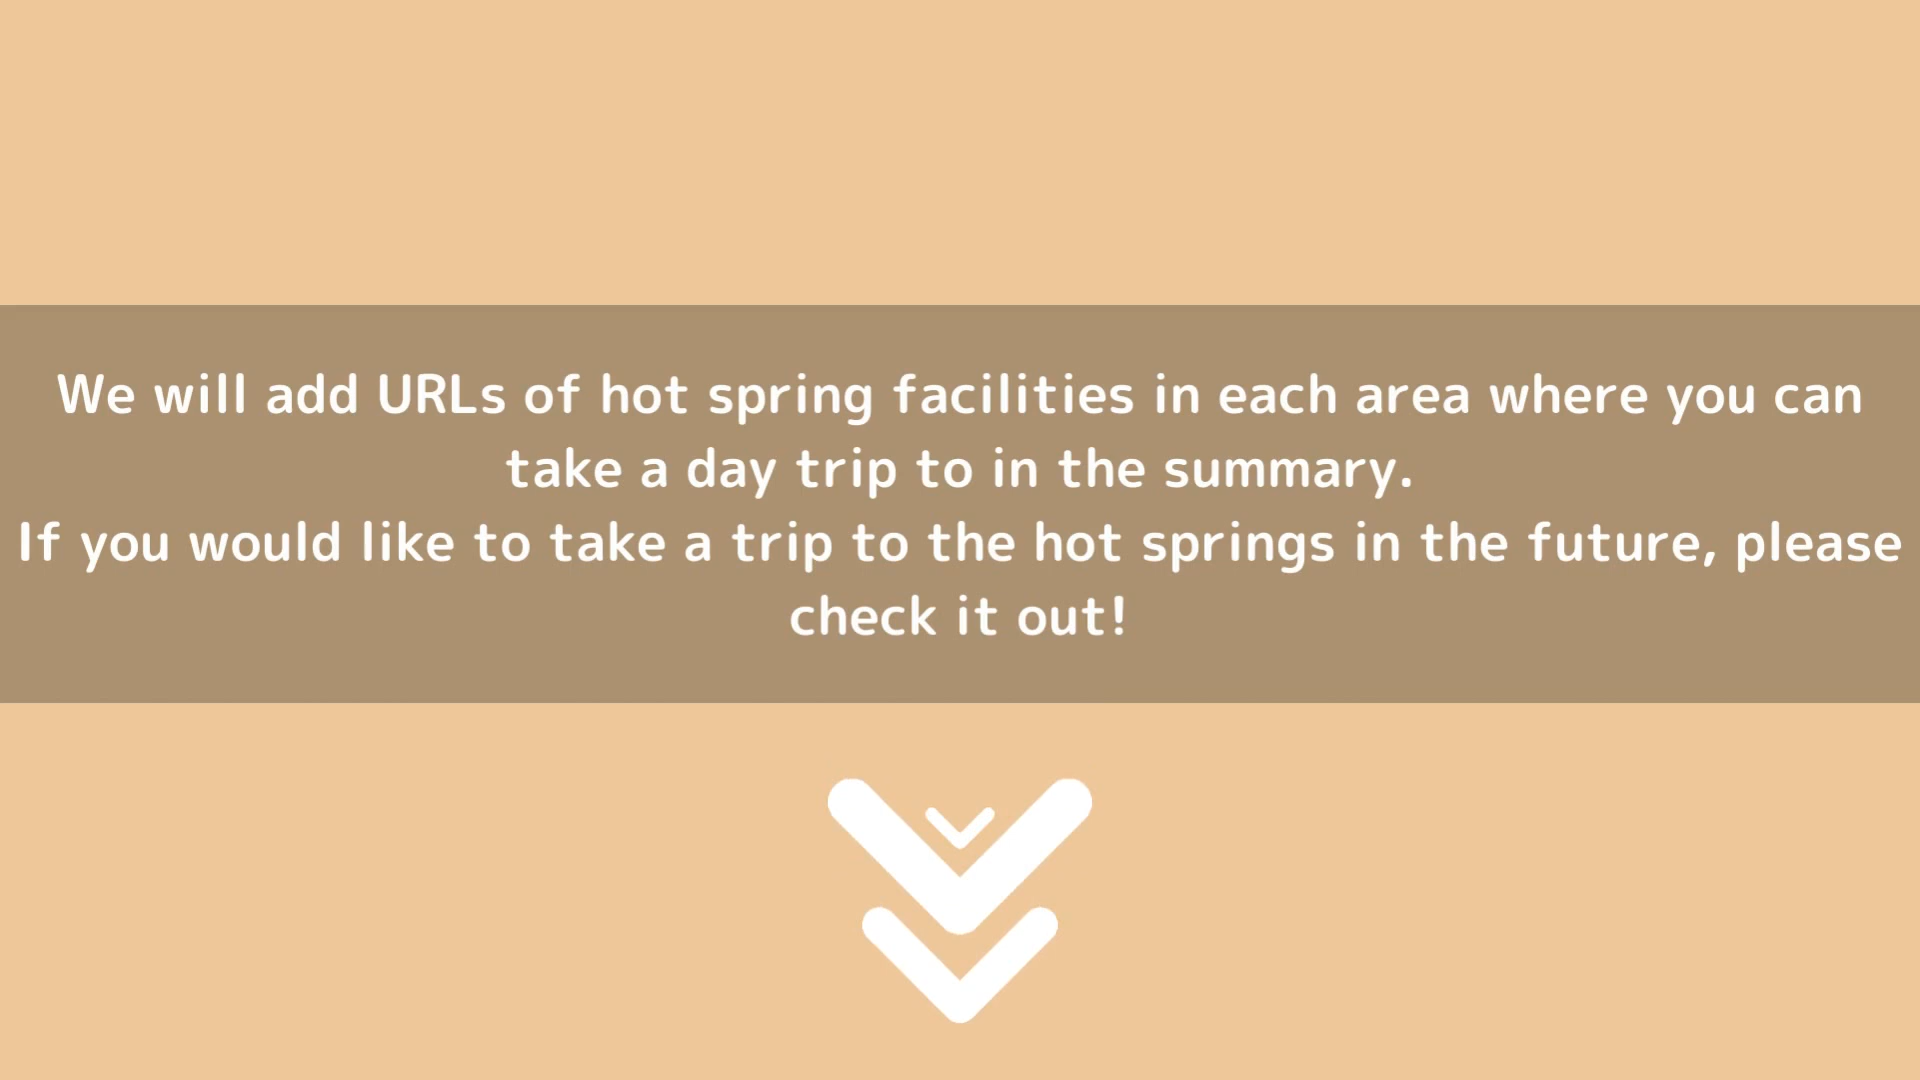 We will add URLs of hot spring facilities in each area where you can
take a day trip to in the summary.
If you would like to take a trip to the hot springs in the future, please
check it out!